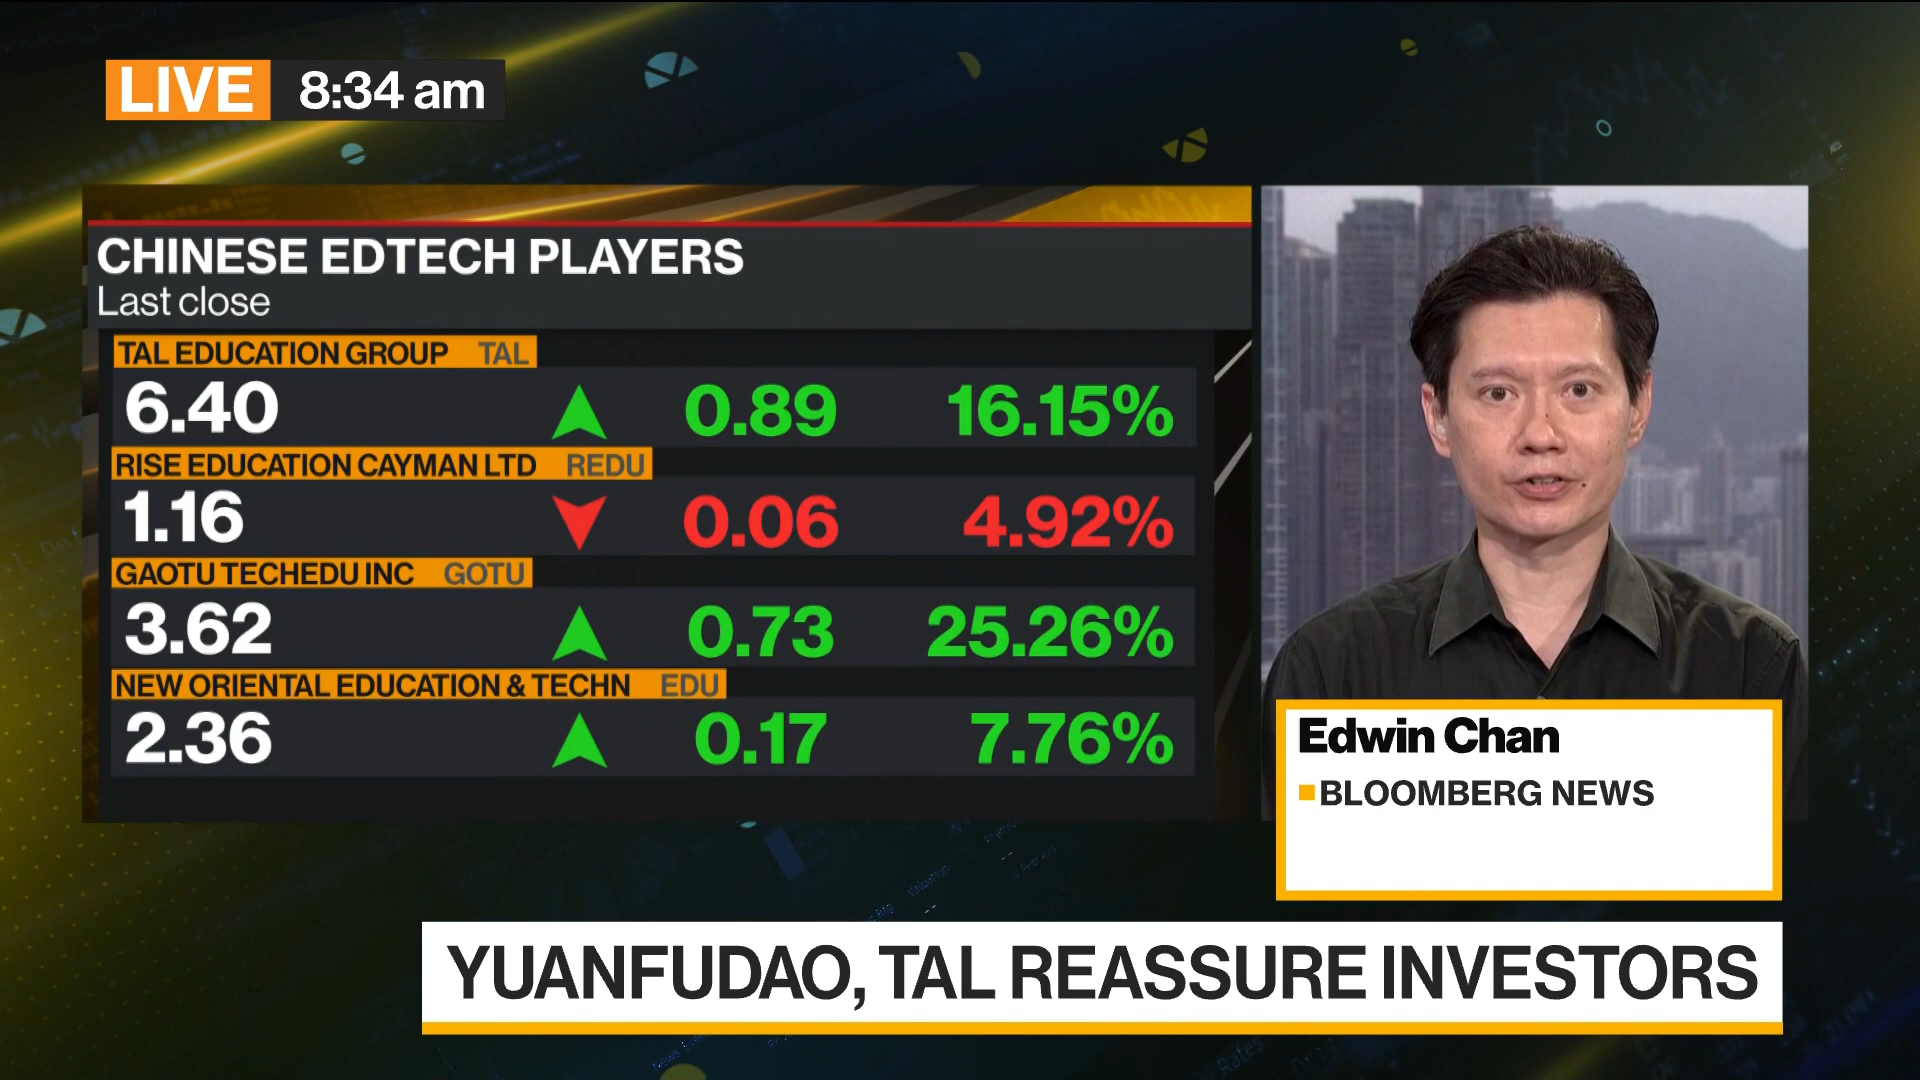 LIVE 8:34 am
CHINESE EDTECH PLAYERS
Last close
TAL EDUCATION GROUP TAL
6.40 0.89 16.15%
RISE EDUCATION CAYMAN LTD REDU
1.16 0.06 4.92%
GAOTU TECHEDU INC GOTU
3.62 0.73 25.26%
NEW ORIENTAL EDUCATION & TECHN EDU
2.36 0.17 7.76%
Edwin Chan
BLOOMBERG NEWS
YUANFUDAO, TAL REASSURE INVESTORS